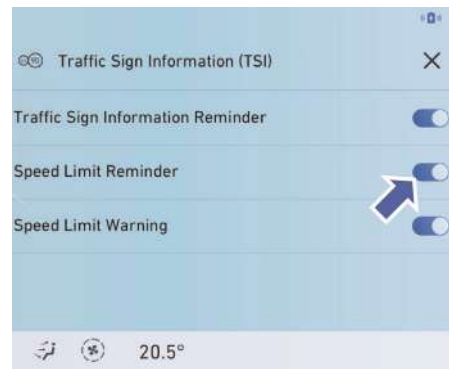 Traffic Sign Information (TSI)
Traffic Sign Information Reminder
Speed Limit Reminder
Speed Limit Warning
20.5°